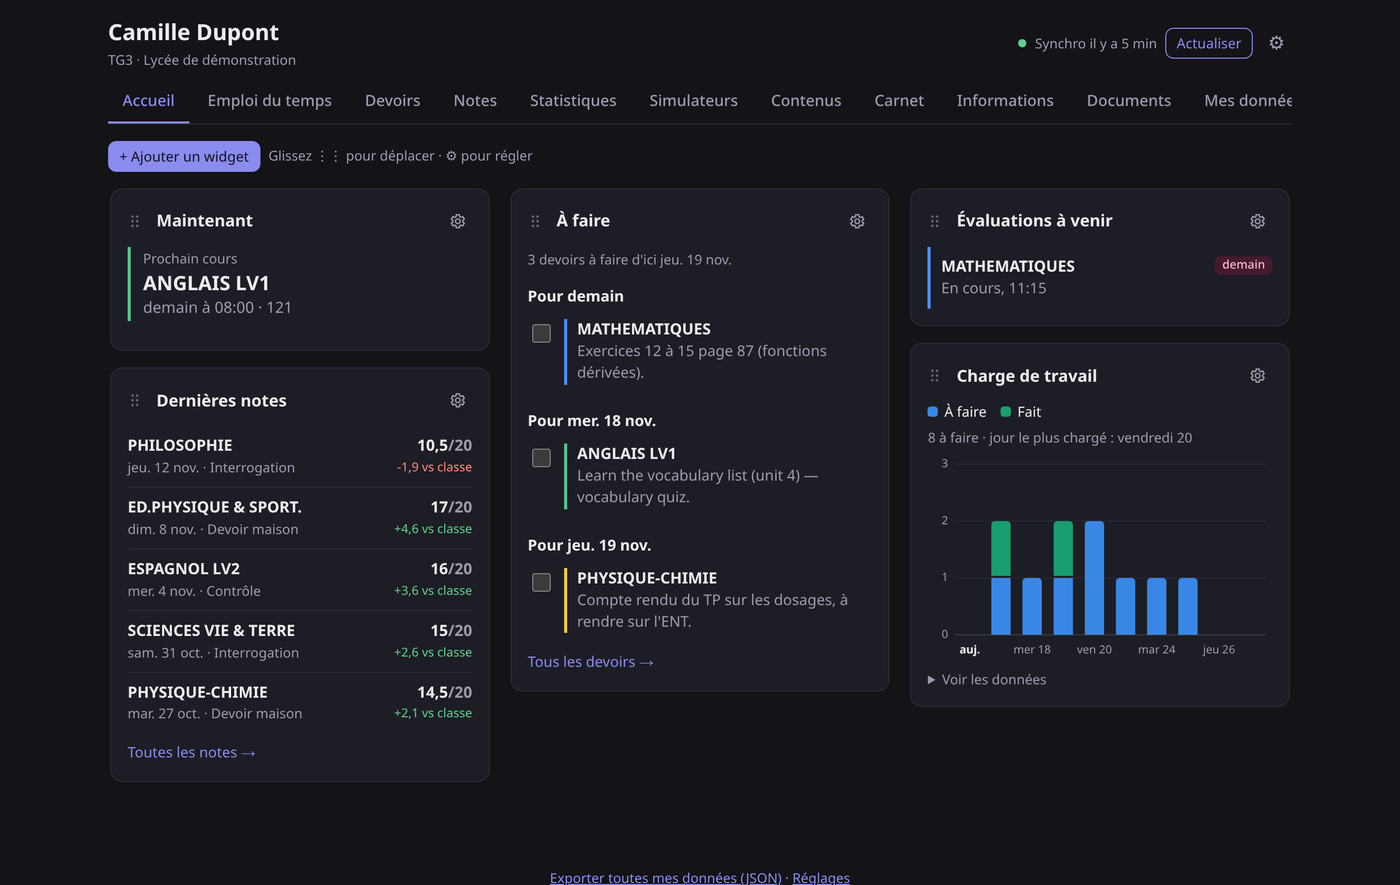 Camille Dupont
TG3 · Lycée de démonstration
Synchro il y a 5 min
Actualiser
Accueil
Emploi du temps
Devoirs
Notes
Statistiques
Simulateurs
Contenus
Carnet
Informations
Documents
Mes donnée
+ Ajouter un widget
Glissez ⋮⋮ pour déplacer · ⚙ pour régler
Maintenant
Prochain cours
ANGLAIS LV1
demain à 08:00 · 121
Dernières notes
PHILOSOPHIE 10,5/20
jeu. 12 nov. · Interrogation -1,9 vs classe
ED.PHYSIQUE & SPORT. 17/20
dim. 8 nov. · Devoir maison +4,6 vs classe
ESPAGNOL LV2 16/20
mer. 4 nov. · Contrôle +3,6 vs classe
SCIENCES VIE & TERRE 15/20
sam. 31 oct. · Interrogation +2,6 vs classe
PHYSIQUE-CHIMIE 14,5/20
mar. 27 oct. · Devoir maison +2,1 vs classe
Toutes les notes →
À faire
3 devoirs à faire d'ici jeu. 19 nov.
Pour demain
MATHEMATIQUES
Exercices 12 à 15 page 87 (fonctions
dérivées).
Pour mer. 18 nov.
ANGLAIS LV1
Learn the vocabulary list (unit 4) —
vocabulary quiz.
Pour jeu. 19 nov.
PHYSIQUE-CHIMIE
Compte rendu du TP sur les dosages, à
rendre sur l'ENT.
Tous les devoirs →
Évaluations à venir
MATHEMATIQUES demain
En cours, 11:15
Charge de travail
À faire Fait
8 à faire · jour le plus chargé : vendredi 20
3
2
1
0
auj. mer 18 ven 20 mar 24 jeu 26
▶ Voir les données
Exporter toutes mes données (JSON) · Réglages